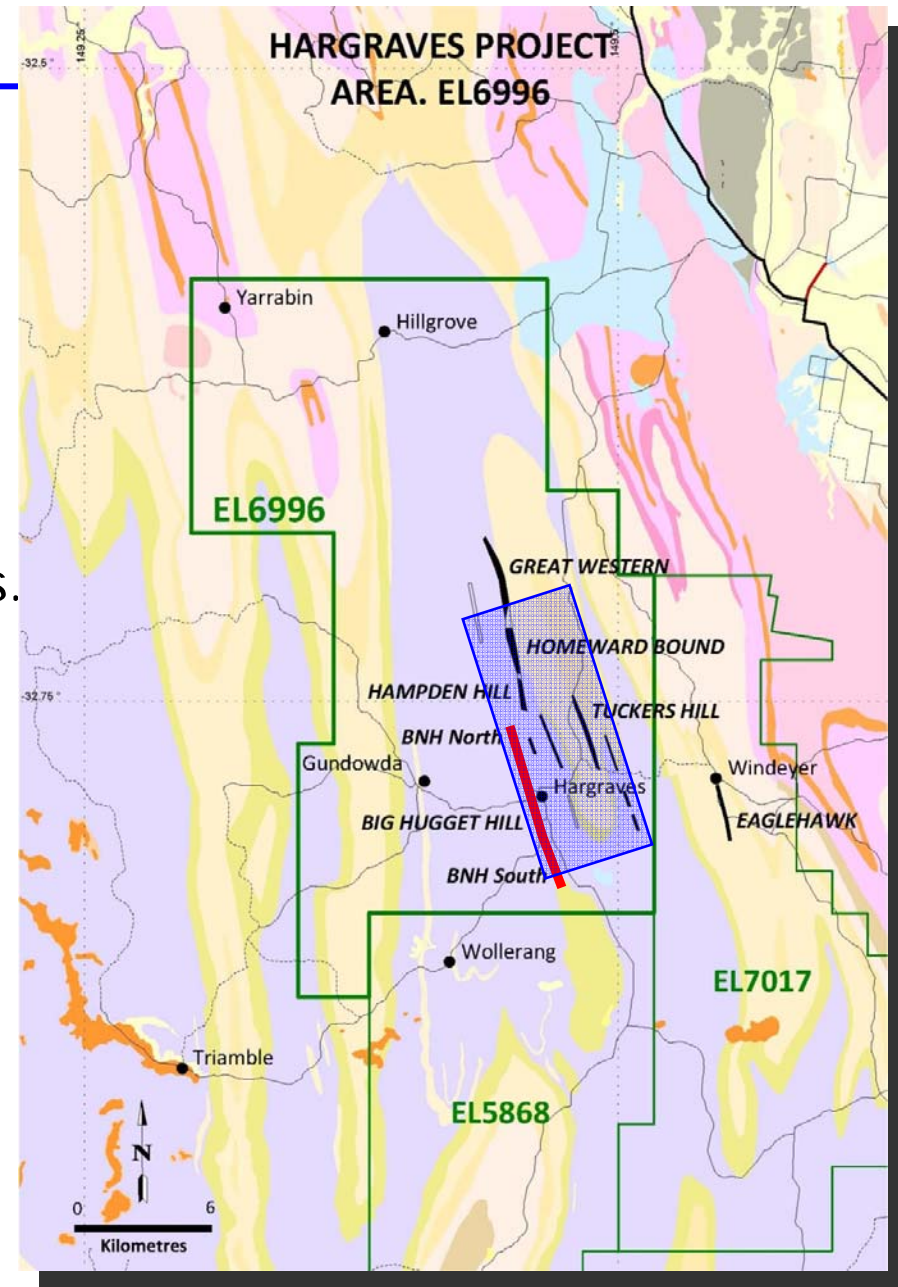 HARGRAVES PROJECT
AREA. EL6996
149.25°
149.5°
-32.5°
Yarrabin
Hillgrove
EL6996
s.
GREAT WESTERN
HOMEWARD BOUND
HAMPDEN HILL
-32.75°
TUCKERS HILL
BNH North
Gundowda
Windeyer
Hargraves
BIG HUGGET HILL
EAGLEHAWK
BNH South
Wollerang
EL7017
Triamble
EL5868
N
0 6
Kilometres